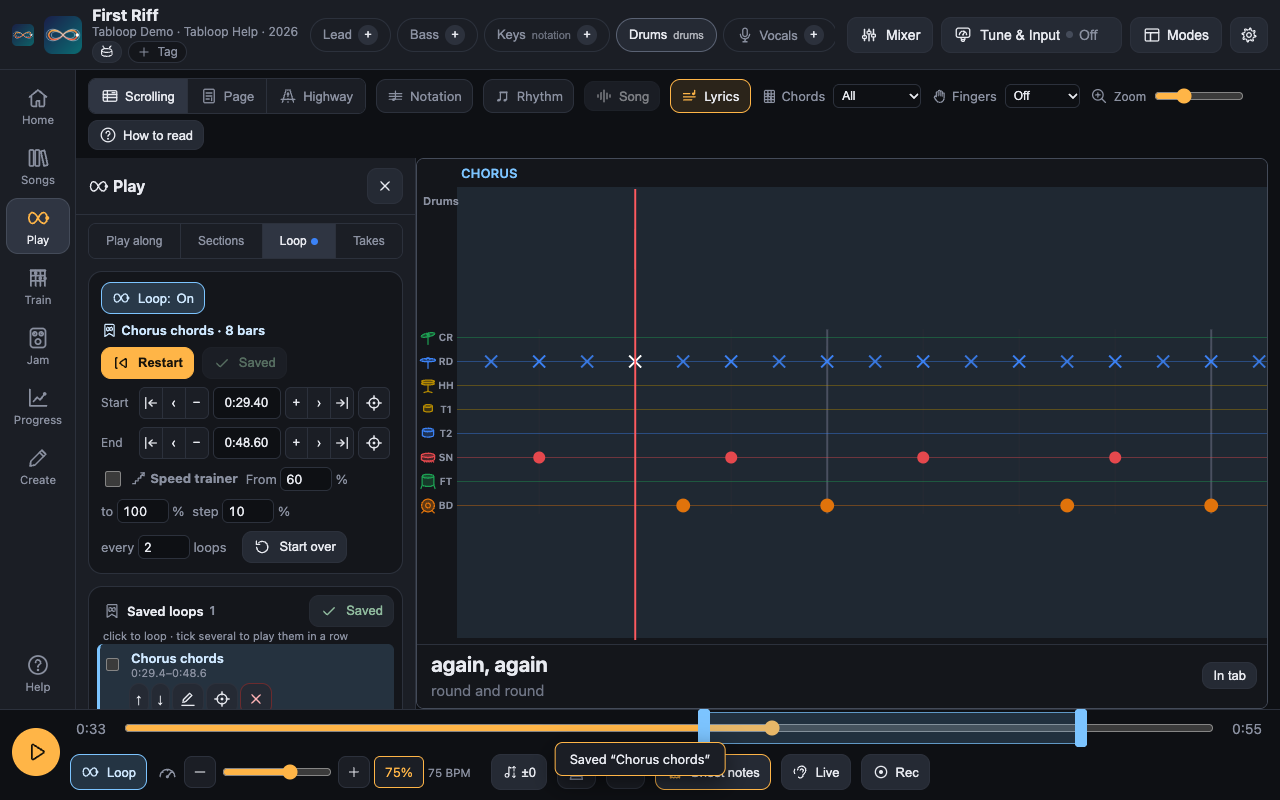 First Riff
Tabloop Demo · Tabloop Help · 2026
+ Tag
Lead +
Bass +
Keys notation +
Drums drums
Vocals +
Mixer
Tune & Input Off
Modes
Scrolling
Page
Highway
Notation
Rhythm
Song
Lyrics
Chords All
Fingers Off
Zoom
How to read
Home
Songs
Play
Train
Jam
Progress
Create
Help
Play
Play along
Sections
Loop
Takes
Loop: On
Chorus chords · 8 bars
Restart
Saved
Start 0:29.40
End 0:48.60
Speed trainer From 60 %
to 100 % step 10 %
every 2 loops Start over
Saved loops 1
Saved
click to loop · tick several to play them in a row
Chorus chords
0:29.4–0:48.6
CHORUS
Drums
CR
RD
HH
T1
T2
SN
FT
BD
again, again
round and round
In tab
0:33
0:55
Loop
75%
75 BPM
±0
Saved “Chorus chords”
notes
Live
Rec